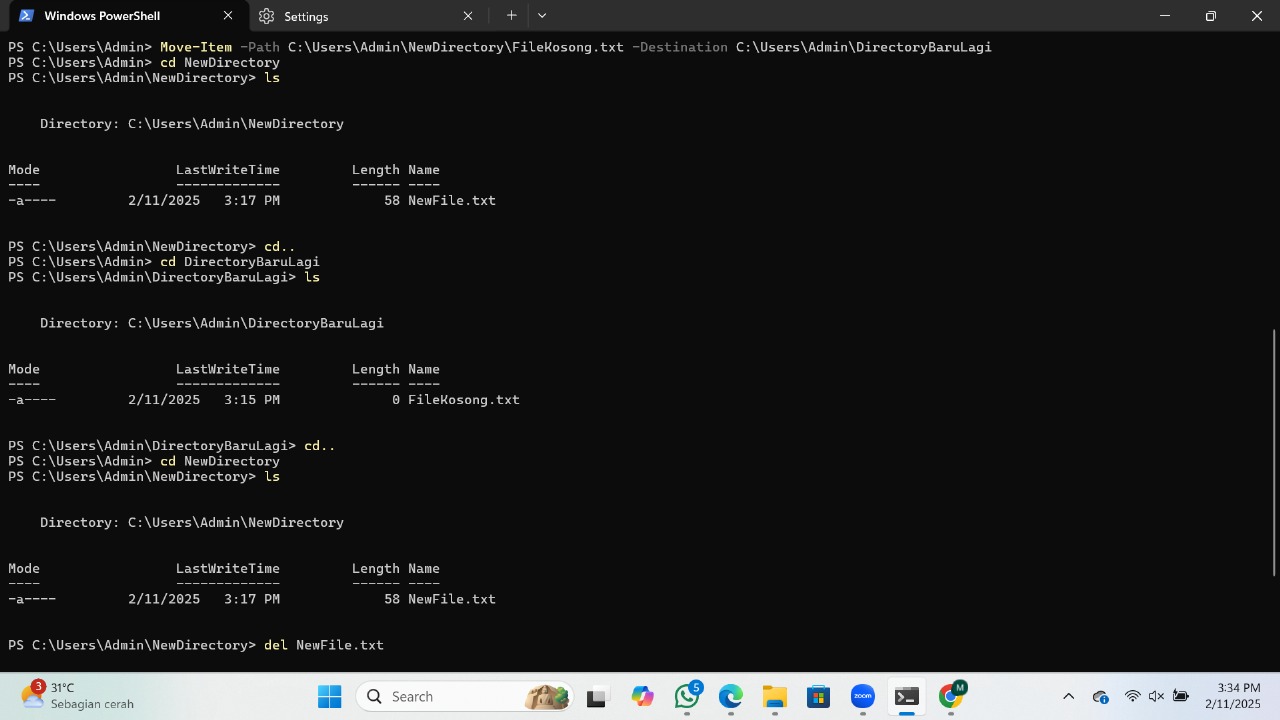 Windows PowerShell
Settings
PS C:\Users\Admin> Move-Item -Path C:\Users\Admin\NewDirectory\FileKosong.txt -Destination C:\Users\Admin\DirectoryBaruLagi
PS C:\Users\Admin> cd NewDirectory
PS C:\Users\Admin\NewDirectory> ls
Directory: C:\Users\Admin\NewDirectory
Mode LastWriteTime Length Name
---- ------------- ------ ----
-a---- 2/11/2025 3:17 PM 58 NewFile.txt
PS C:\Users\Admin\NewDirectory> cd..
PS C:\Users\Admin> cd DirectoryBaruLagi
PS C:\Users\Admin\DirectoryBaruLagi> ls
Directory: C:\Users\Admin\DirectoryBaruLagi
Mode LastWriteTime Length Name
---- ------------- ------ ----
-a---- 2/11/2025 3:15 PM 0 FileKosong.txt
PS C:\Users\Admin\DirectoryBaruLagi> cd..
PS C:\Users\Admin> cd NewDirectory
PS C:\Users\Admin\NewDirectory> ls
Directory: C:\Users\Admin\NewDirectory
Mode LastWriteTime Length Name
---- ------------- ------ ----
-a---- 2/11/2025 3:17 PM 58 NewFile.txt
PS C:\Users\Admin\NewDirectory> del NewFile.txt
3
31°C
Sebagian cerah
Search
5
zoom
M
3:34 PM
2/11/2025